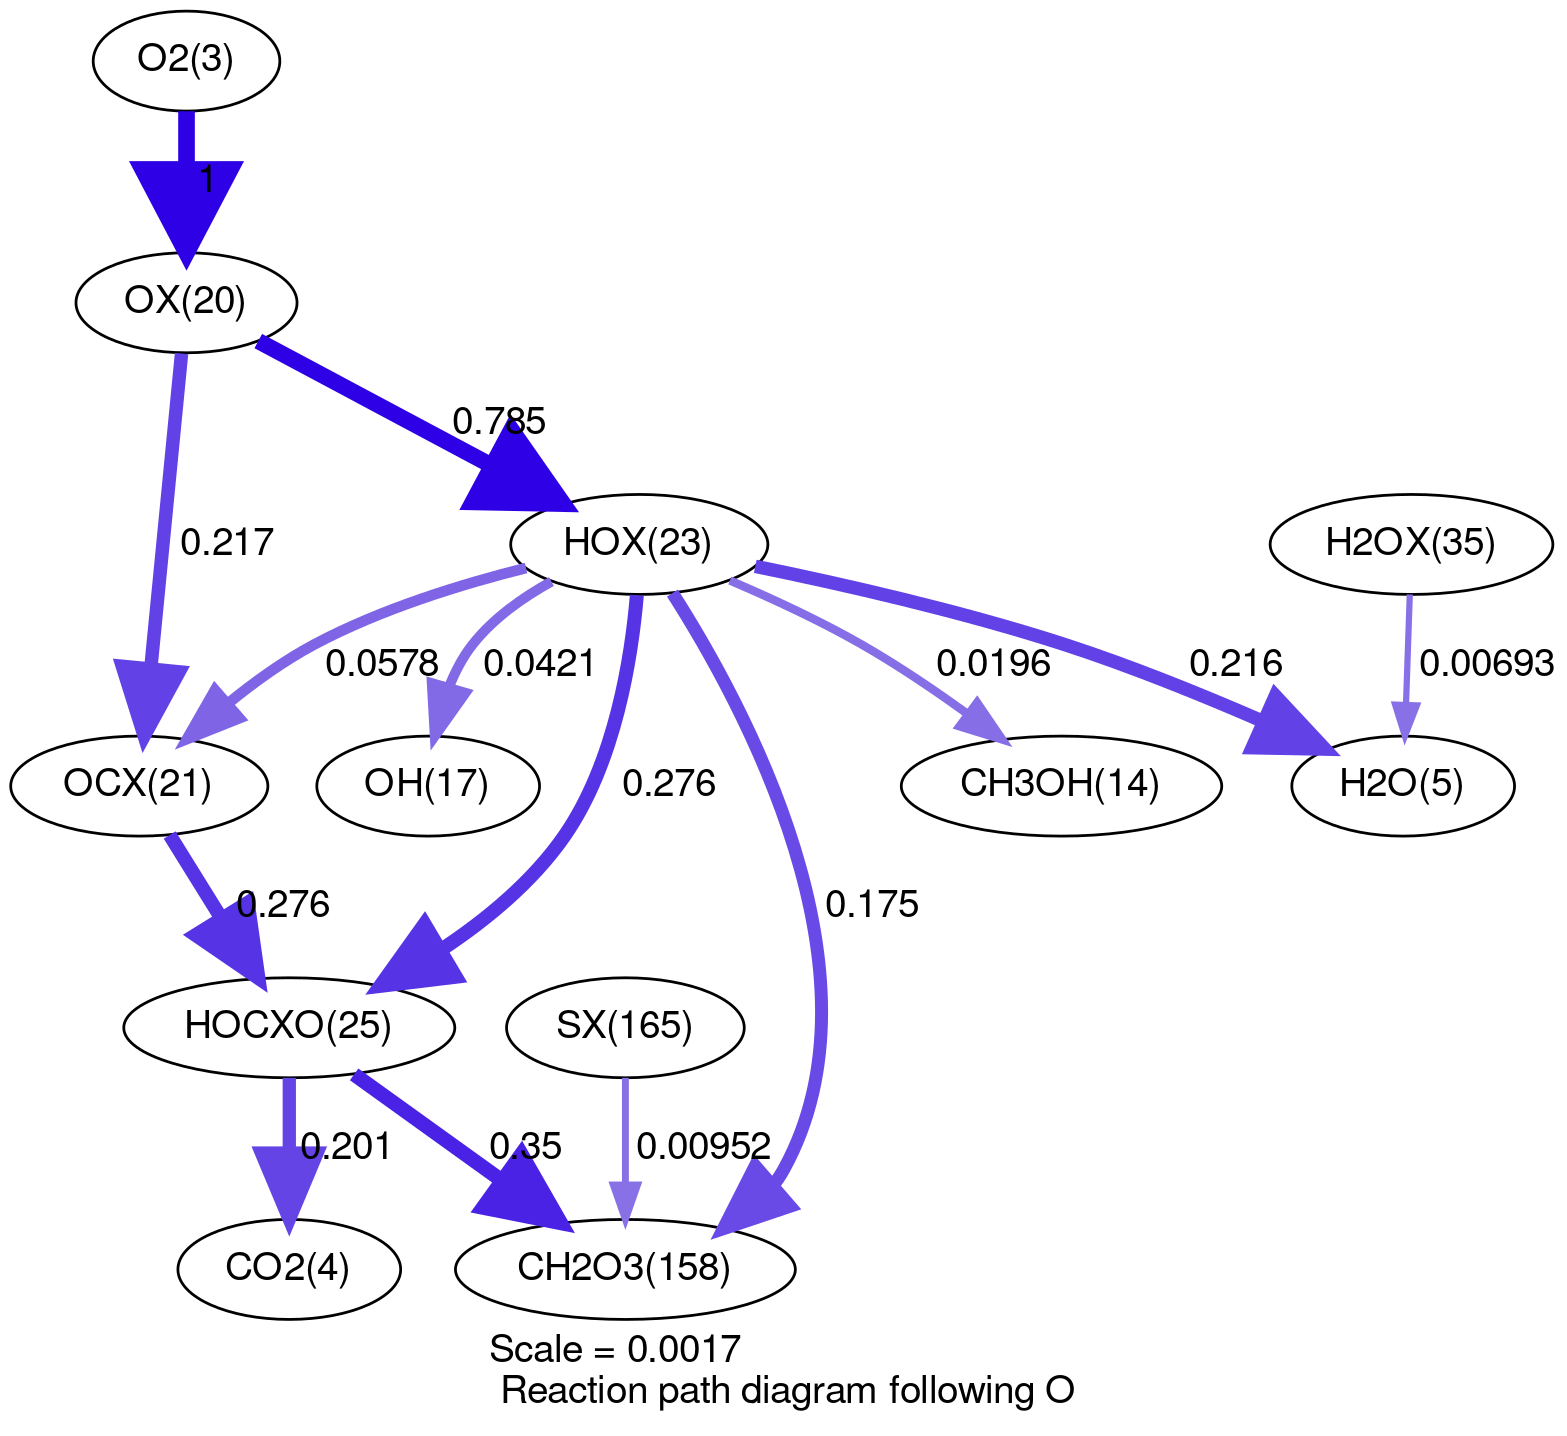 O2(3)
1
OX(20)
0.785
0.217
HOX(23)
H2OX(35)
0.0578
0.0421
0.0196
0.216
0.00693
OCX(21)
OH(17)
0.276
CH3OH(14)
H2O(5)
0.276
0.175
HOCXO(25)
SX(165)
0.201
0.35
0.00952
CO2(4)
CH2O3(158)
Scale = 0.0017
Reaction path diagram following O